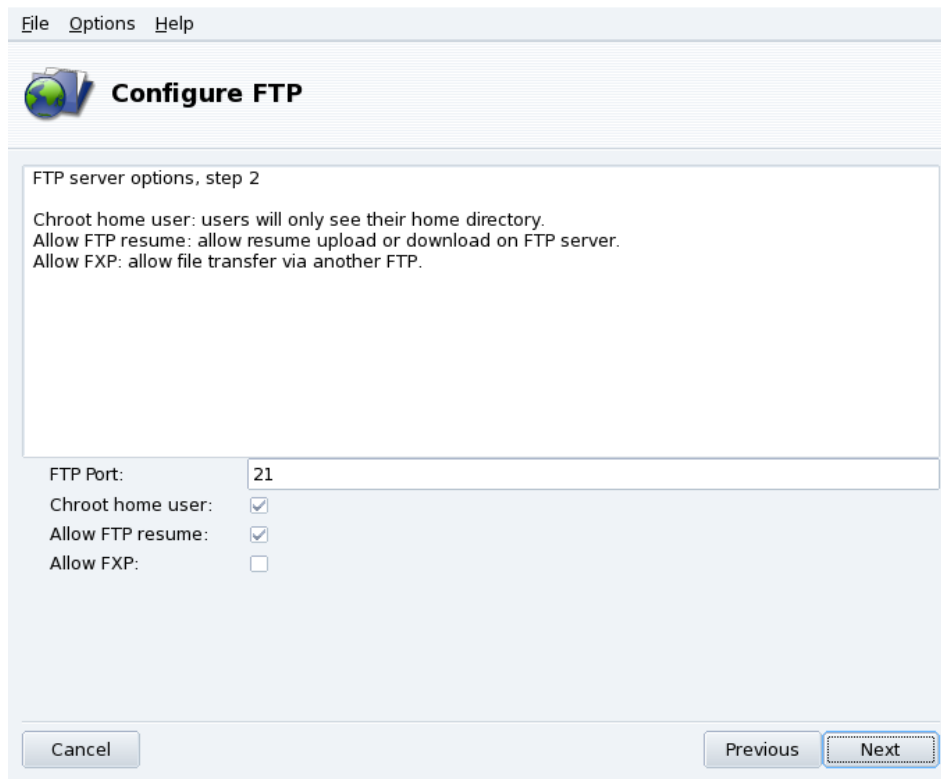 File Options Help
Configure FTP
FTP server options, step 2
Chroot home user: users will only see their home directory.
Allow FTP resume: allow resume upload or download on FTP server.
Allow FXP: allow file transfer via another FTP.
FTP Port: 21
Chroot home user:
Allow FTP resume:
Allow FXP:
Cancel Previous Next